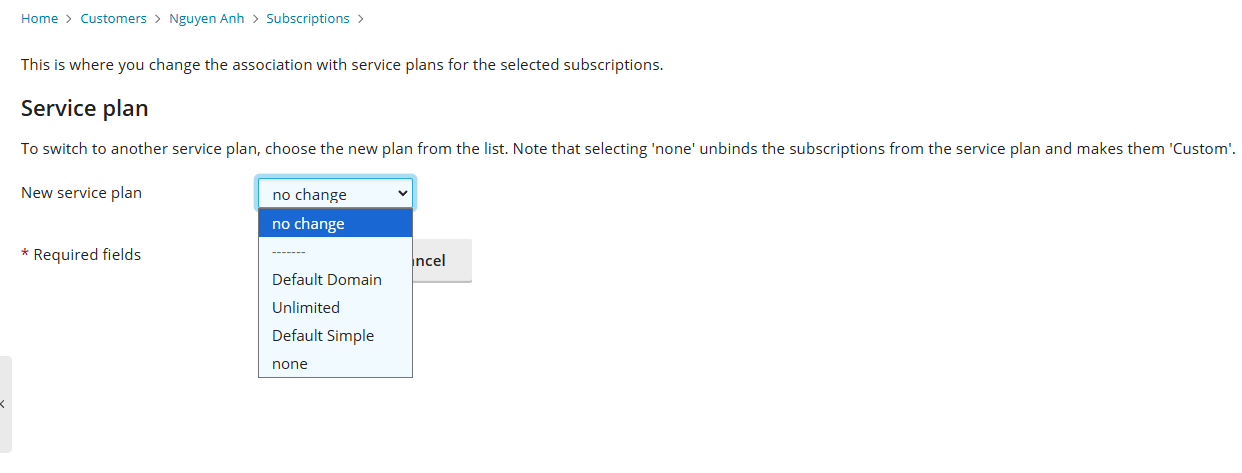 Home > Customers > Nguyen Anh > Subscriptions >
This is where you change the association with service plans for the selected subscriptions.
Service plan
To switch to another service plan, choose the new plan from the list. Note that selecting 'none' unbinds the subscriptions from the service plan and makes them 'Custom'.
New service plan
no change
no change
-------
Default Domain
Unlimited
Default Simple
none
* Required fields